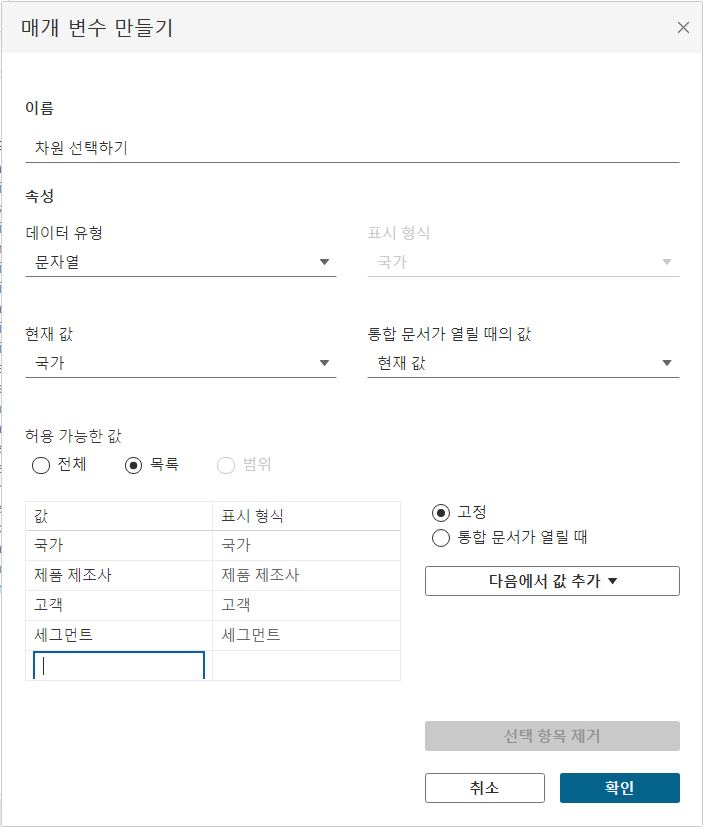 매개 변수 만들기
이름
차원 선택하기
속성
데이터 유형 표시 형식
문자열 국가
현재 값 통합 문서가 열릴 때의 값
국가 현재 값
허용 가능한 값
전체 목록 범위
값 표시 형식 고정
국가 국가 통합 문서가 열릴 때
제품 제조사 제품 제조사 다음에서 값 추가
고객 고객
세그먼트 세그먼트
선택 항목 제거
취소 확인